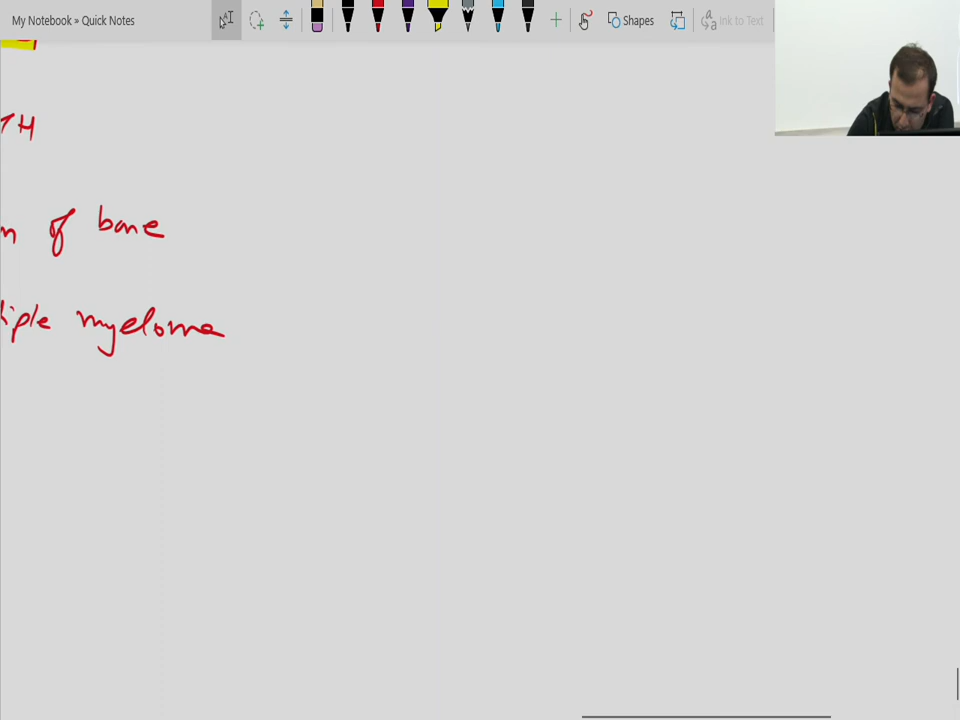 My Notebook » Quick Notes
Shapes
Ink to Text
TH
n of bone
tiple myeloma